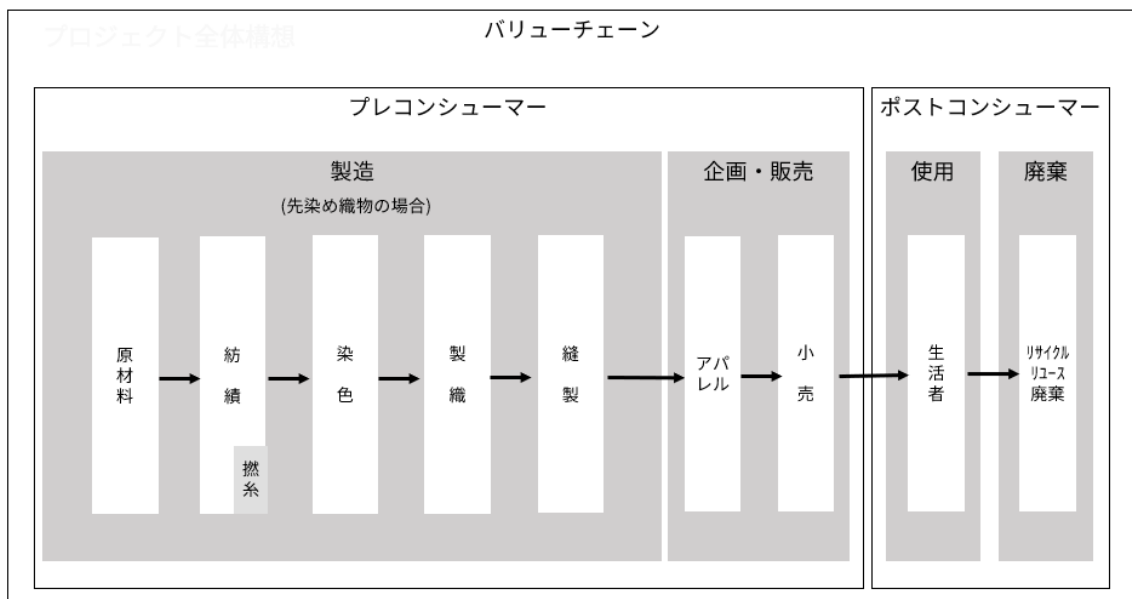 プロジェクト全体構想
バリューチェーン
プレコンシューマー
ポストコンシューマー
製造
(先染め織物の場合)
企画・販売
使用
廃棄
原材料
紡績
撚糸
染色
製織
縫製
アパ
レル
小売
生活者
ﾘｻｲｸﾙ
ﾘﾕｰｽ
廃棄